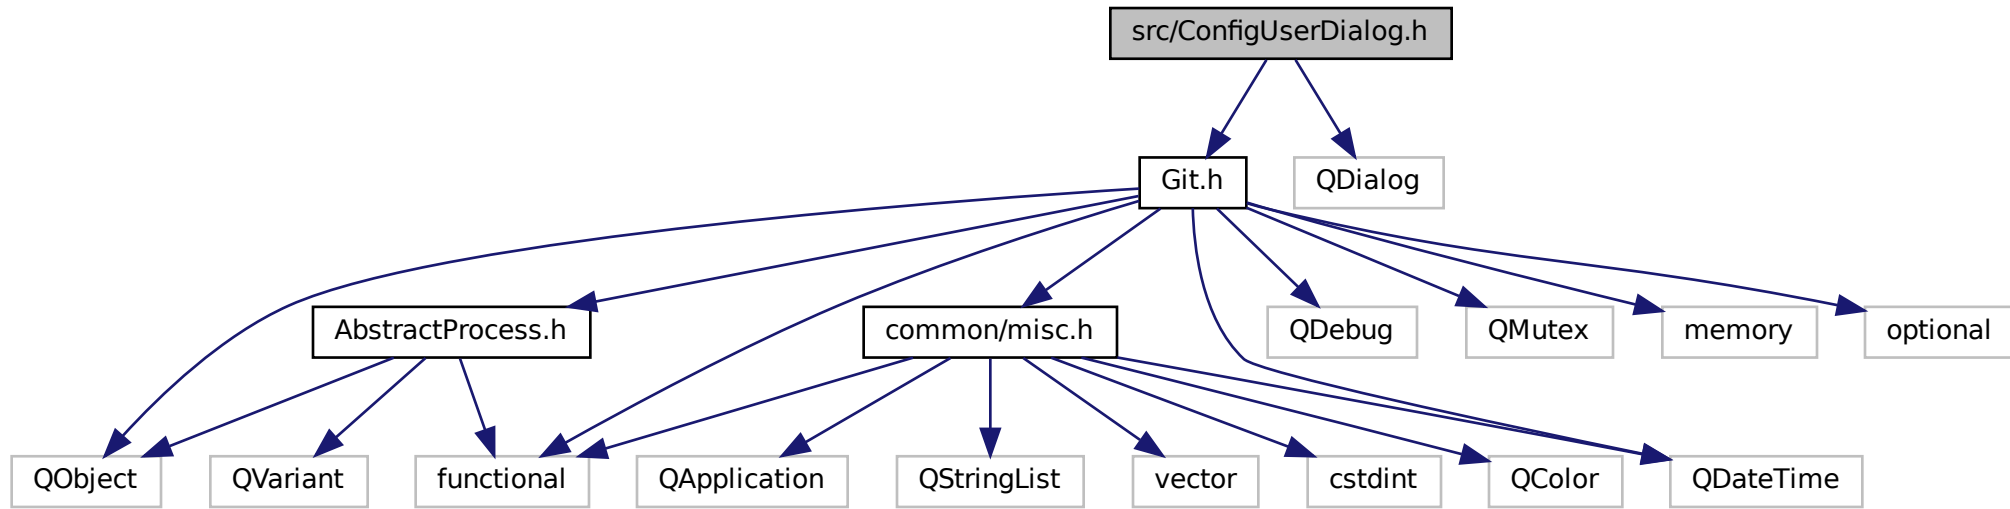 src/ConfigUserDialog.h
Git.h
QDialog
AbstractProcess.h
common/misc.h
QDebug
QMutex
memory
optional
QObject
QVariant
functional
QApplication
QStringList
vector
cstdint
QColor
QDateTime